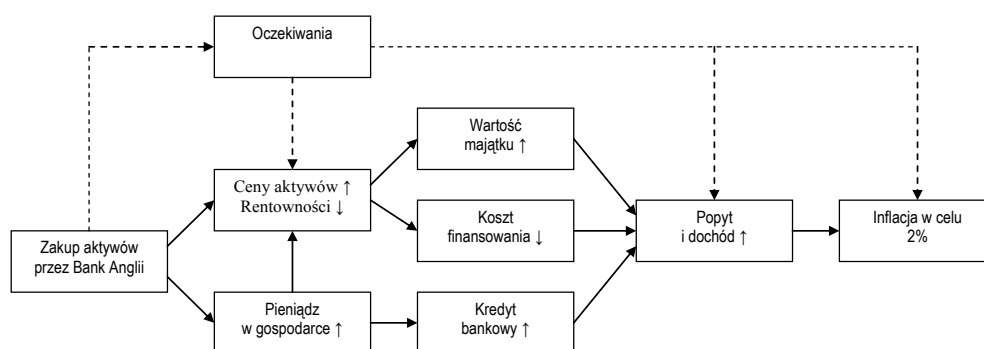 Oczekiwania
Wartość
majątku ↑
Ceny aktywów ↑
Rentowności ↓
Koszt
finansowania ↓
Popyt
i dochód ↑
Inflacja w celu
2%
Zakup aktywów
przez Bank Anglii
Pieniądz
w gospodarce ↑
Kredyt
bankowy ↑